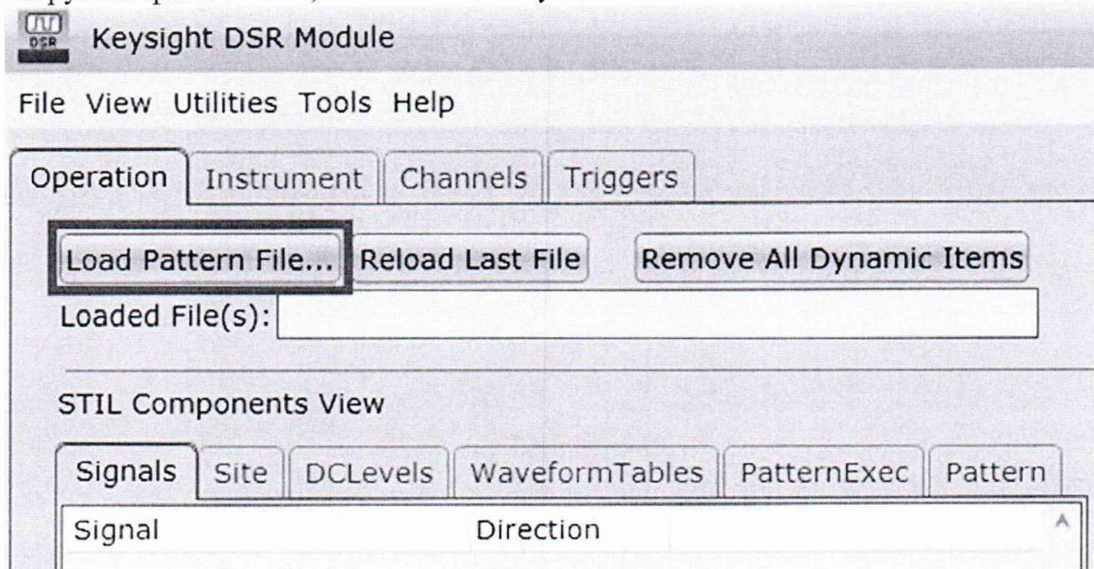 DSR
Keysight DSR Module
File View Utilities Tools Help
Operation Instrument Channels Triggers
Load Pattern File... Reload Last File Remove All Dynamic Items
Loaded File(s):
STIL Components View
Signals Site DCLevels WaveformTables PatternExec Pattern
Signal Direction